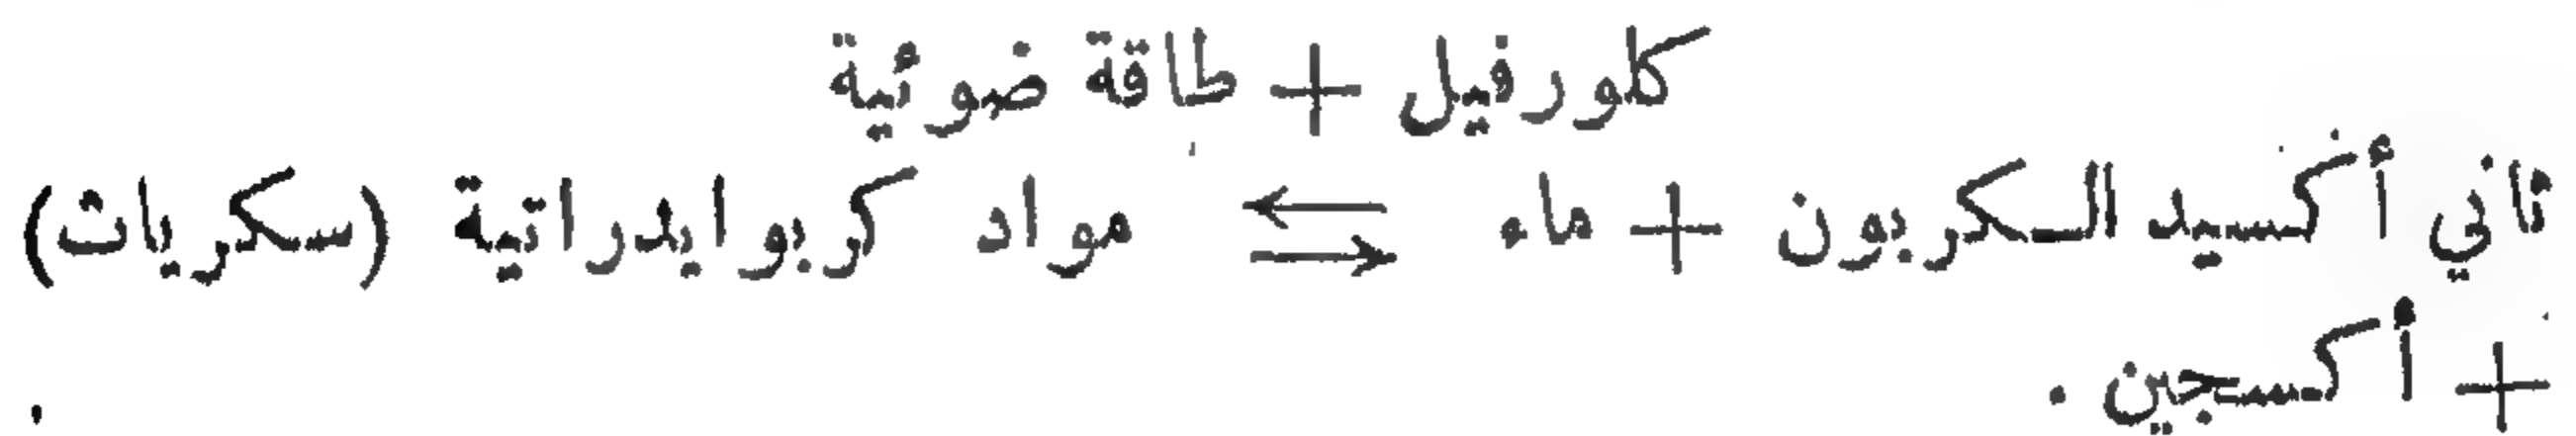 كلورفيل + طاقة ضوئية
ثاني أكسيد الكربون + ماء ⇆ مواد كربوايدراتية (سكريات)
+ أكسجين .